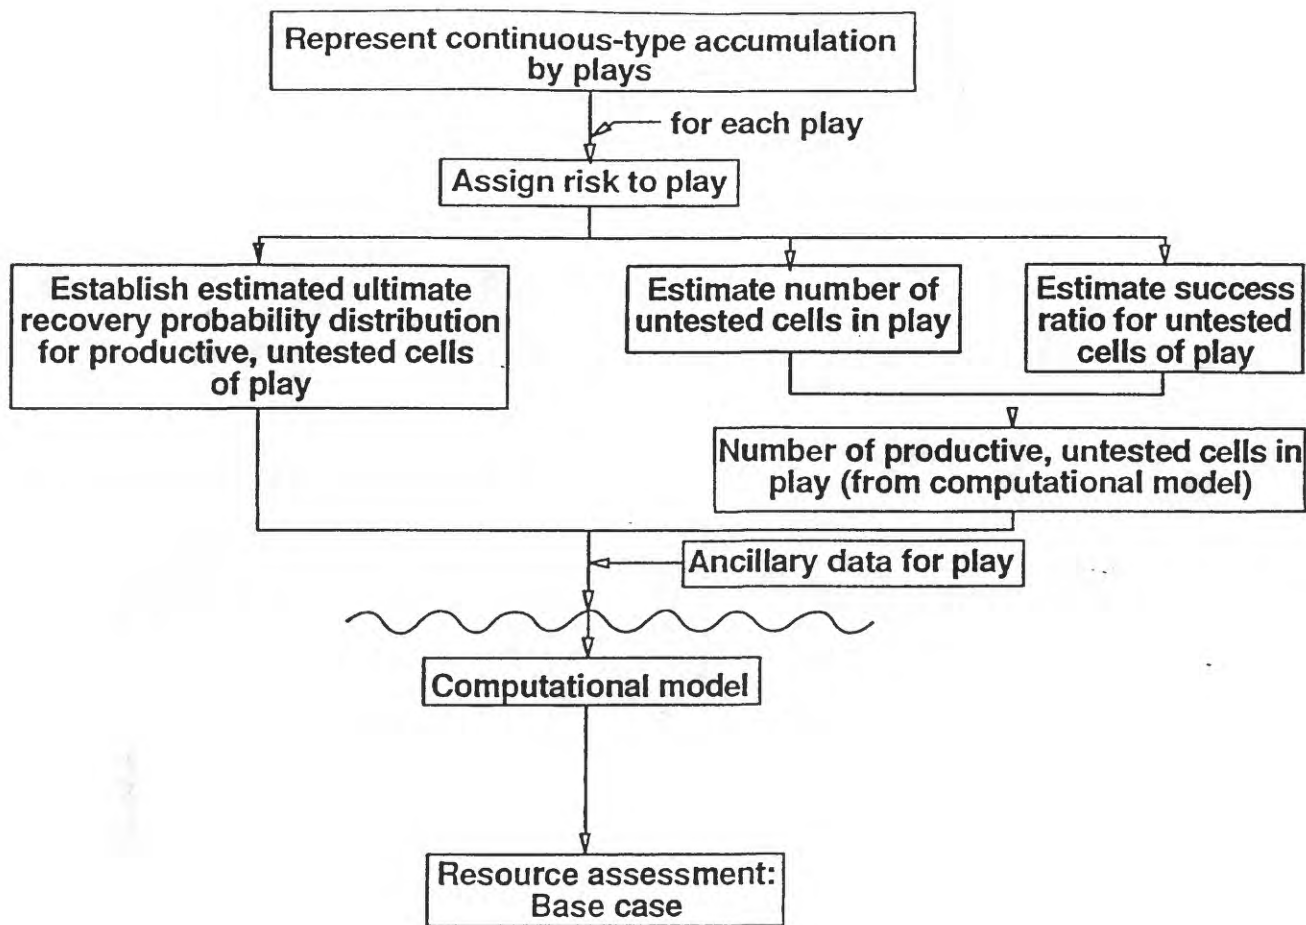 Represent continuous-type accumulation
by plays
for each play
Assign risk to play
Establish estimated ultimate
recovery probability distribution
for productive, untested cells
of play
Estimate number of
untested cells in play
Estimate success
ratio for untested
cells of play
Number of productive, untested cells in
play (from computational model)
Ancillary data for play
Computational model
Resource assessment:
Base case